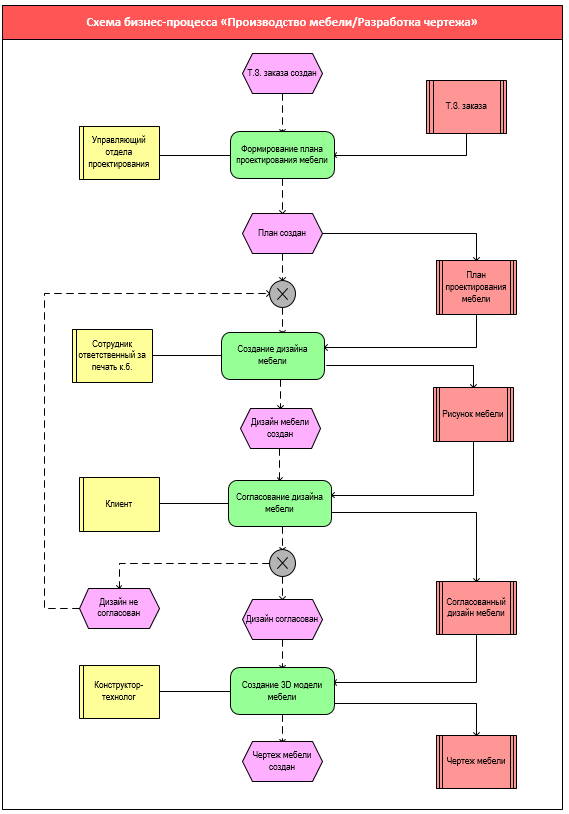 Схема бизнес-процесса «Производство мебели/Разработка чертежа»
Т.З. заказа создан
Т.З. заказа
Управляющий
отдела
проектирования
Формирование плана
проектирования мебели
План создан
План
проектирования
мебели
Сотрудник
ответственный за
печать к.б.
Создание дизайна
мебели
Дизайн мебели
создан
Рисунок мебели
Клиент
Согласование дизайна
мебели
Дизайн не
согласован
Дизайн согласован
Согласованный
дизайн мебели
Конструктор-
технолог
Создание 3D модели
мебели
Чертеж мебели
создан
Чертеж мебели